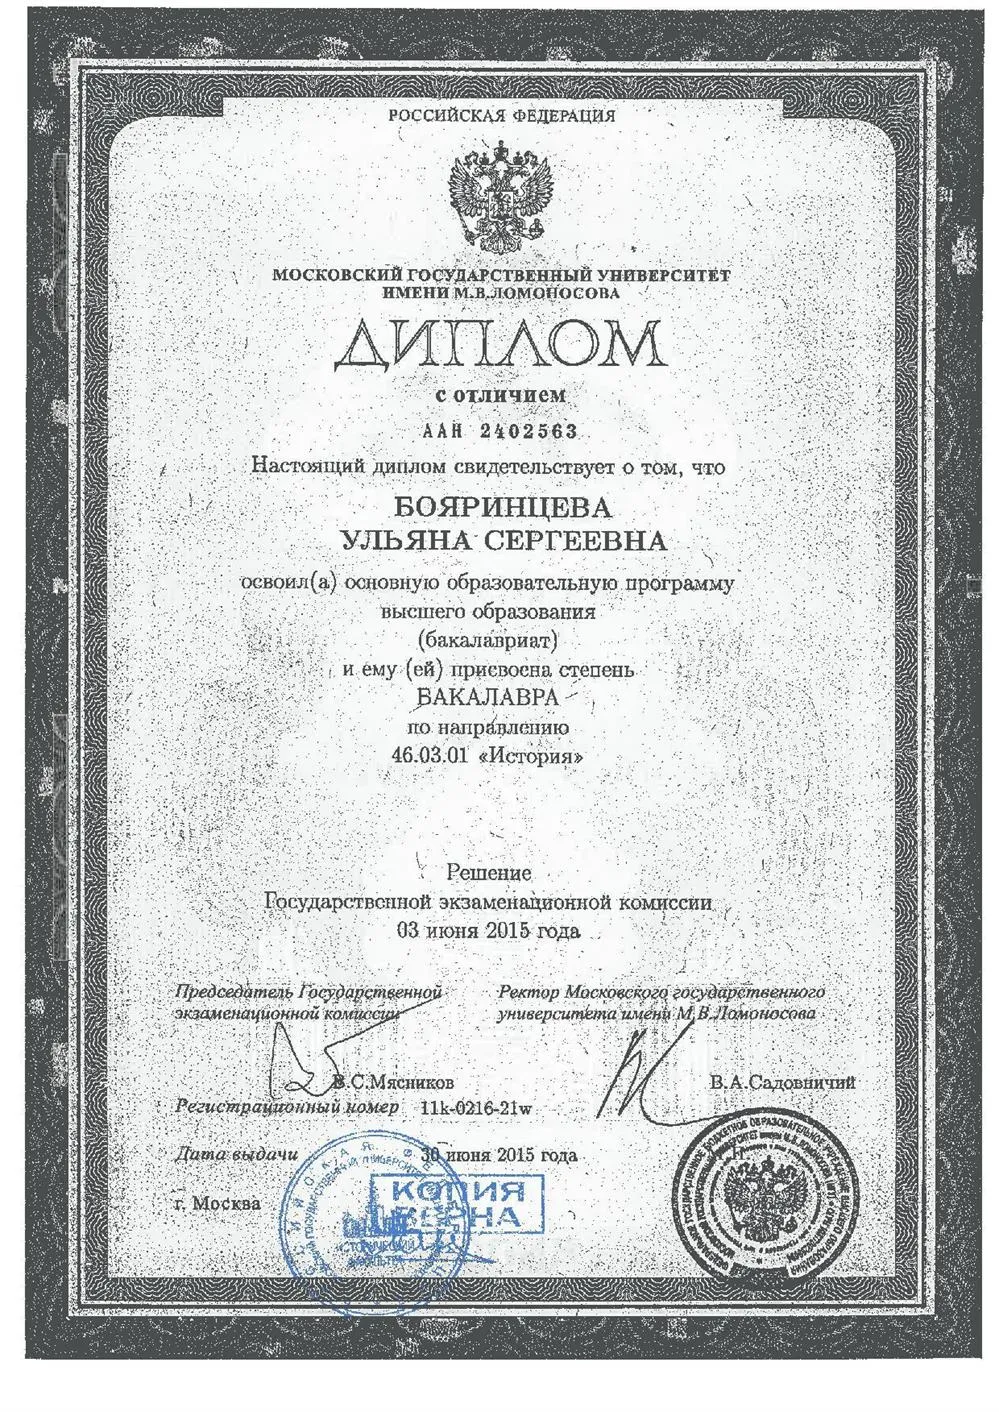 РОССИЙСКАЯ ФЕДЕРАЦИЯ
МОСКОВСКИЙ ГОСУДАРСТВЕННЫЙ УНИВЕРСИТЕТ
ИМЕНИ М.В.ЛОМОНОСОВА
ДИПЛОМ
с отличием
ААН 2402563
Настоящий диплом свидетельствует о том, что
БОЯРИНЦЕВА
УЛЬЯНА СЕРГЕЕВНА
освоил(а) основную образовательную программу
высшего образования
(бакалавриат)
и ему (ей) присвоена степень
БАКАЛАВРА
по направлению
46.03.01 «История»
Решение
Государственной экзаменационной комиссии
03 июня 2015 года
Председатель Государственной
экзаменационной комиссии
Ректор Московского государственного
университета имени М.В.Ломоносова
В.С.Мясников
В.А.Садовничий
Регистрационный номер 11k-0216-21w
Дата выдачи 30 июня 2015 года
г. Москва
КОПИЯ
ВЕРНА